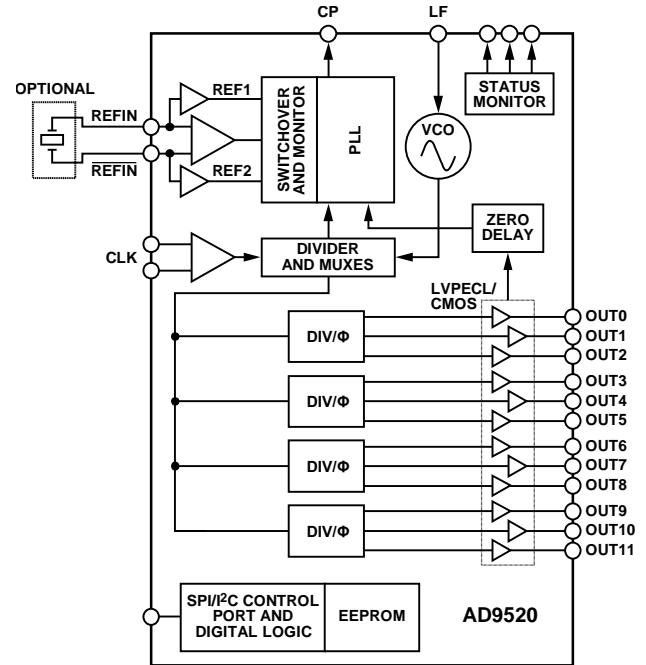 CP
LF
OPTIONAL
REFIN
REFIN
REF1
REF2
SWITCHOVER
AND MONITOR
PLL
VCO
STATUS
MONITOR
ZERO
DELAY
CLK
DIVIDER
AND MUXES
LVPECL/
CMOS
DIV/Φ
OUT0
OUT1
OUT2
DIV/Φ
OUT3
OUT4
OUT5
DIV/Φ
OUT6
OUT7
OUT8
DIV/Φ
OUT9
OUT10
OUT11
SPI/I²C CONTROL
PORT AND
DIGITAL LOGIC
EEPROM
AD9520